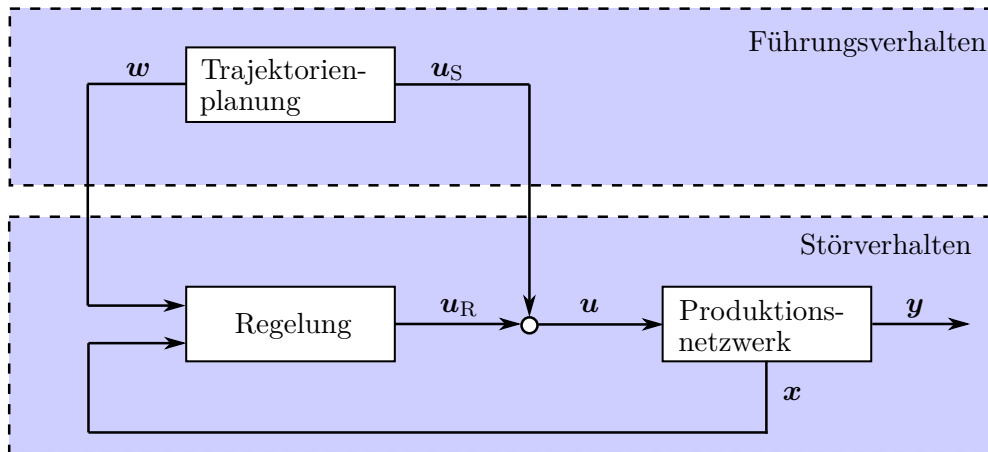 Führungsverhalten
w
Trajektorien-
planung
u_S
Störverhalten
Regelung
u_R
u
Produktions-
netzwerk
y
x